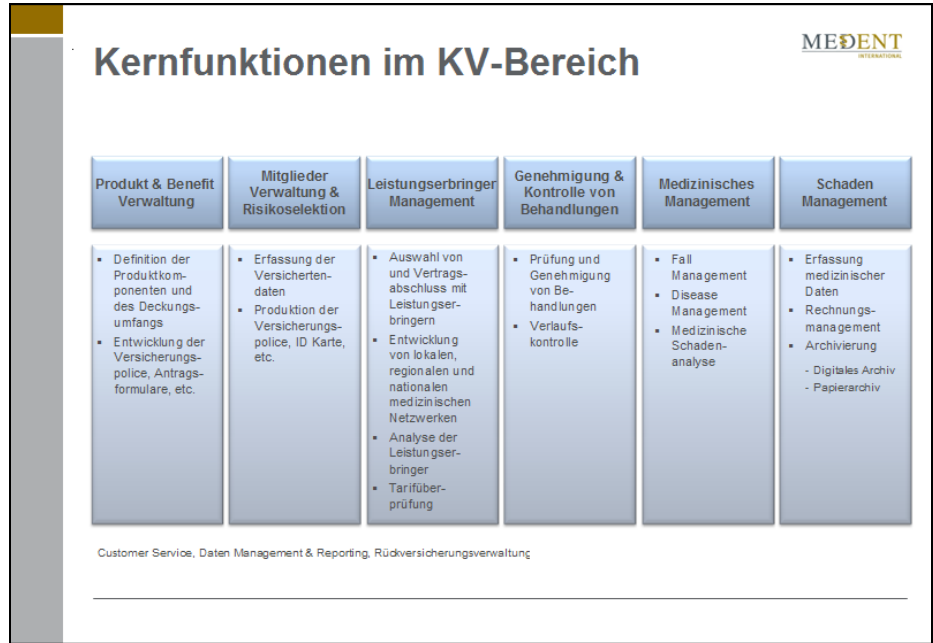 Kernfunktionen im KV-Bereich
MEDENT
INTERNATIONAL
Produkt & Benefit
Verwaltung
Mitglieder
Verwaltung &
Risikoselektion
Leistungserbringer
Management
Genehmigung &
Kontrolle von
Behandlungen
Medizinisches
Management
Schaden
Management
▪ Definition der
Produktkom-
ponenten und
des Deckungs-
umfangs
▪ Entwicklung der
Versicherungs-
police, Antrags-
formulare, etc.
▪ Erfassung der
Versicherten-
daten
▪ Produktion der
Versicherungs-
police, ID Karte,
etc.
▪ Auswahl von
und Vertrags-
abschluss mit
Leistungser-
bringern
▪ Entwicklung
von lokalen,
regionalen und
nationalen
medizinischen
Netzwerken
▪ Analyse der
Leistungser-
bringer
▪ Tarifüber-
prüfung
▪ Prüfung und
Genehmigung
von Be-
handlungen
▪ Verlaufs-
kontrolle
▪ Fall
Management
▪ Disease
Management
▪ Medizinische
Schaden-
analyse
▪ Erfassung
medizinischer
Daten
▪ Rechnungs-
management
▪ Archivierung
- Digitales Archiv
- Papierarchiv
Customer Service, Daten Management & Reporting, Rückversicherungsverwaltung